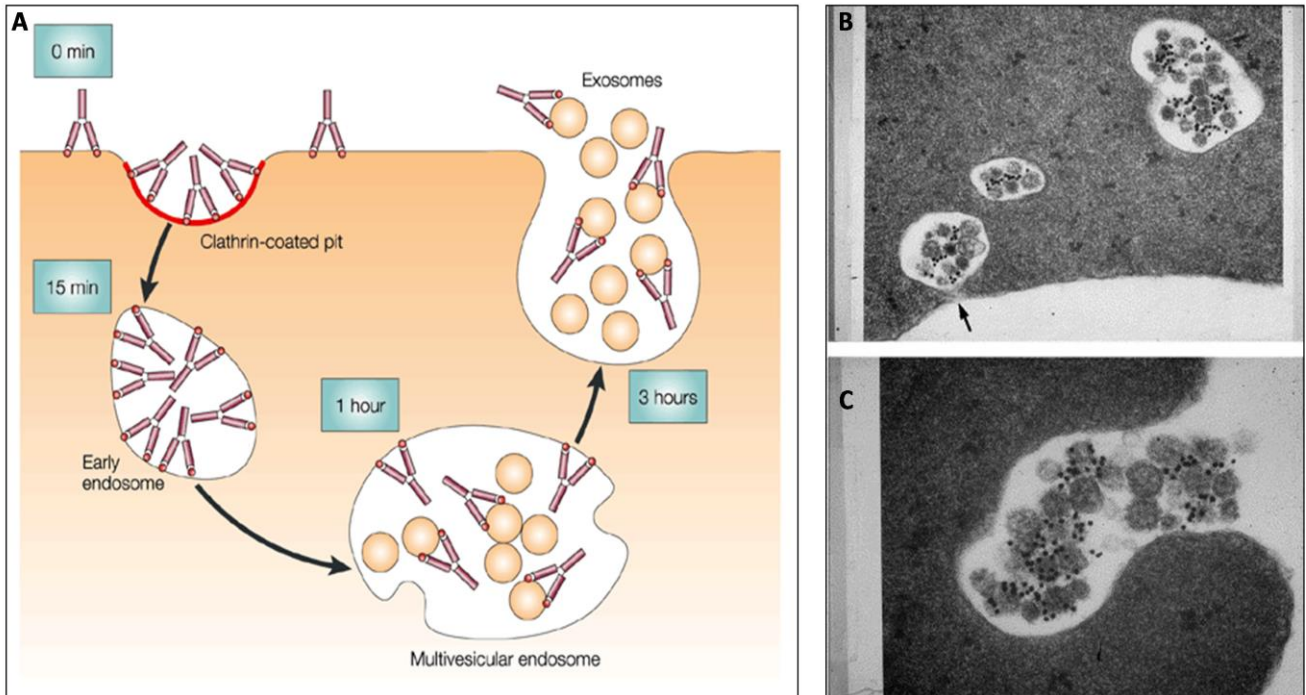 A
0 min
Exosomes
Clathrin-coated pit
15 min
1 hour
3 hours
Early
endosome
Multivesicular endosome
B
C